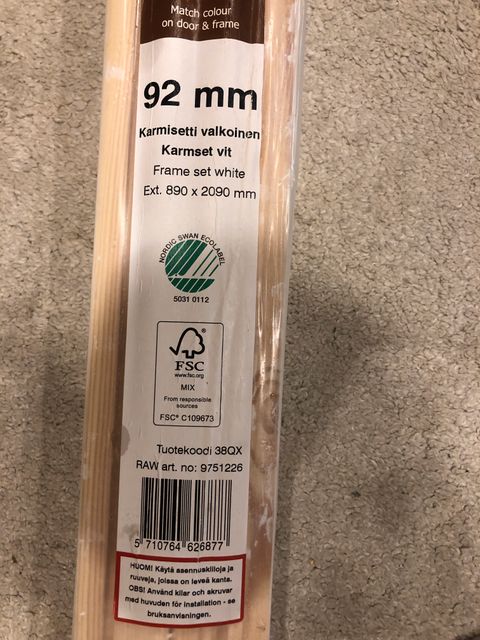 Match colour
on door & frame
92 mm
Karmisetti valkoinen
Karmset vit
Frame set white
Ext. 890 x 2090 mm
NORDIC SWAN ECOLABEL
5031 0112
FSC
www.fsc.org
MIX
From responsible
sources
FSC® C109673
Tuotekoodi 38QX
RAW art. no: 9751226
5 710764 626877
HUOM! Käytä asennuskiiloja ja
ruuveja, joissa on leveä kanta.
OBS! Använd kilar och skruvar
med huvuden för installation - se
bruksanvisningen.